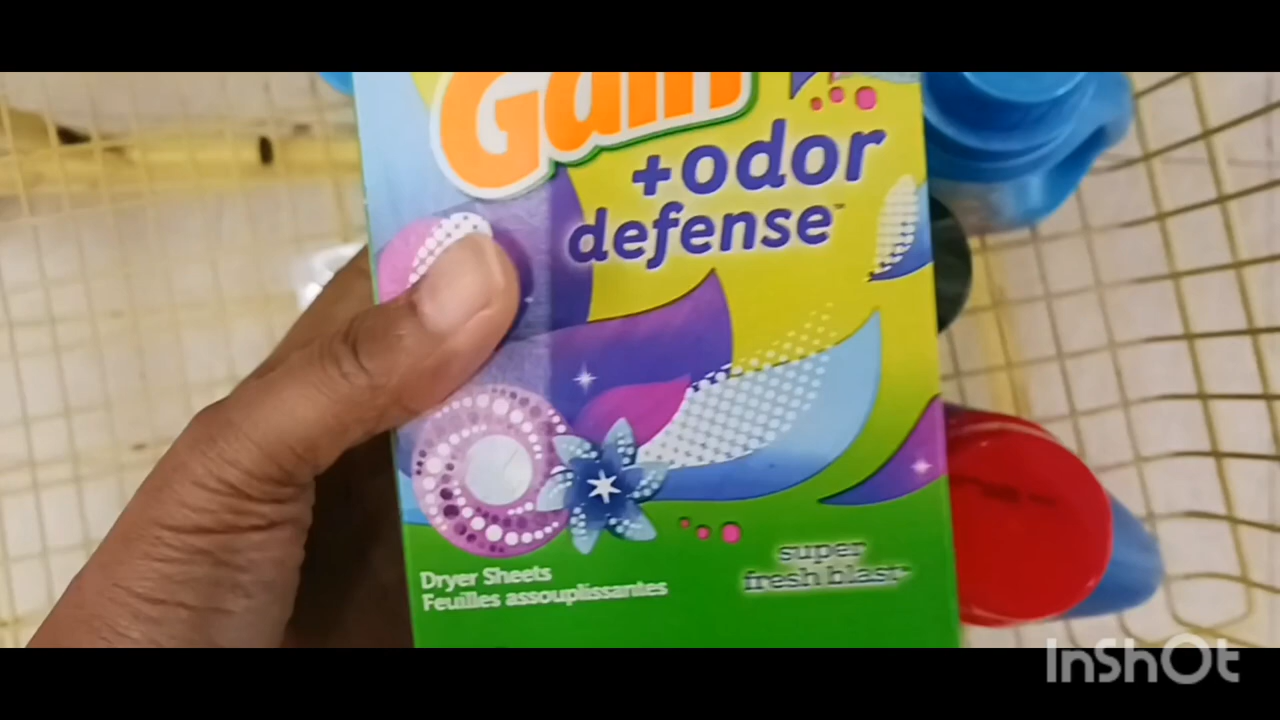 Gain
+odor
defense™
Dryer Sheets
Feuilles assouplissantes
super
fresh blast™
InShOt